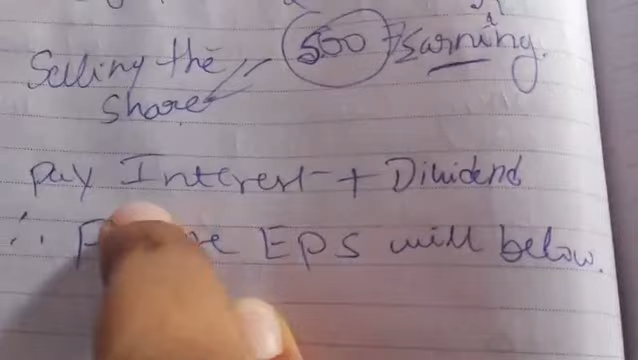 Selling the
Share
500 Earning.
Pay Interest + Dividend
∴ EPS will below.